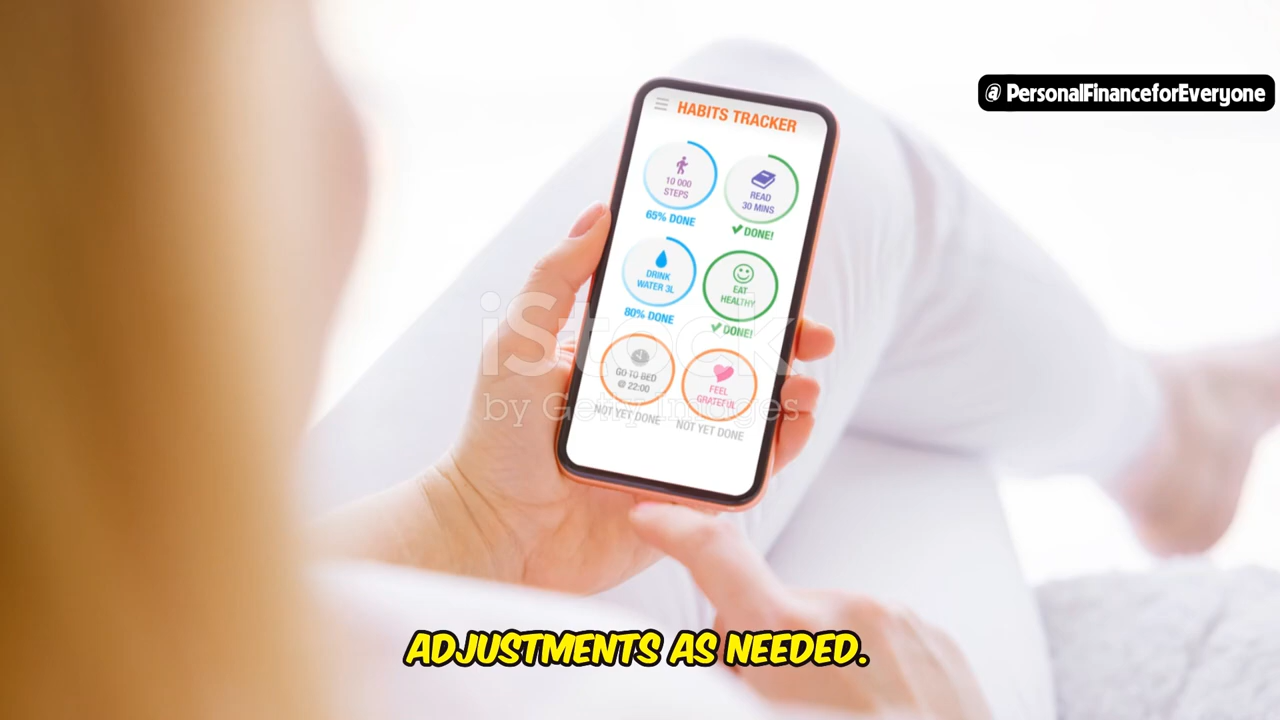 @ PersonalFinanceforEveryone
HABITS TRACKER
10 000
STEPS
65% DONE
READ
30 MINS
DONE!
DRINK
WATER 3L
80% DONE
EAT
HEALTHY
DONE!
GO TO BED
@ 22:00
NOT YET DONE
FEEL
GRATEFUL
NOT YET DONE
iStock
by Getty Images
ADJUSTMENTS AS NEEDED.